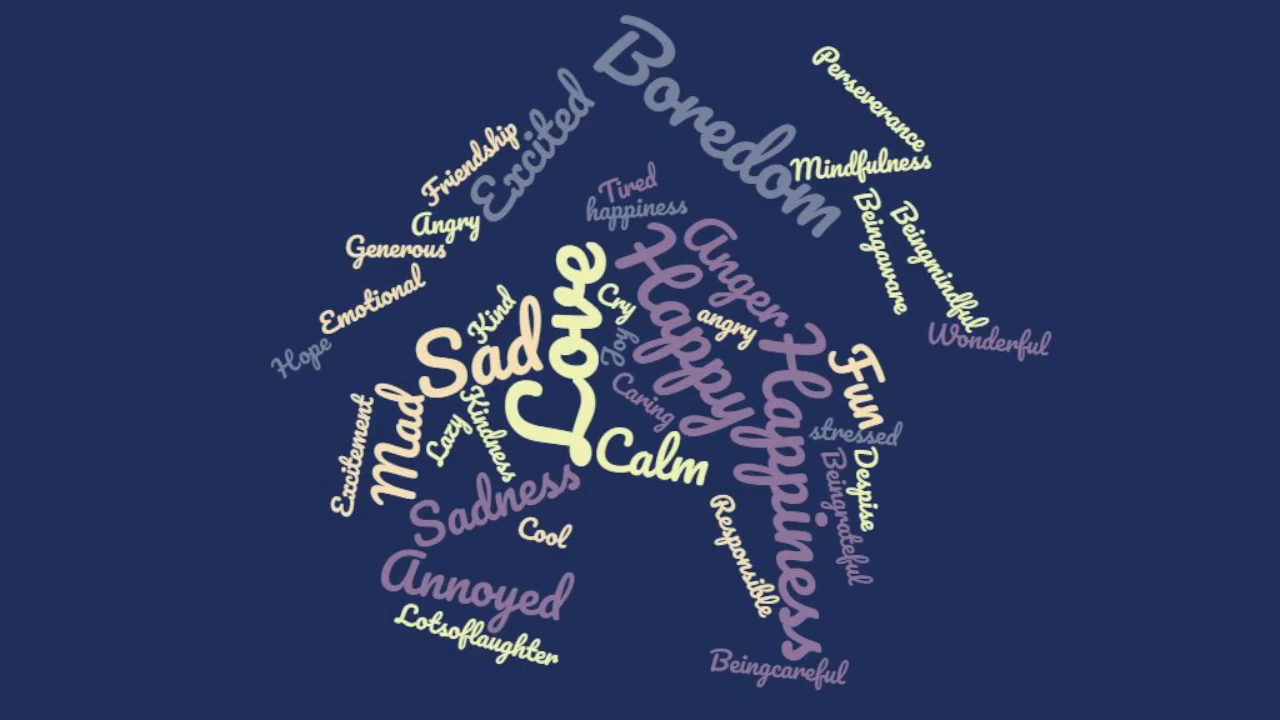 Boredom
Perseverance
Excited
Friendship
Mindfulness
Tired
happiness
Beingaware
Beingmindful
Angry
Generous
Anger
Love
Happy
Emotional
Cry
Kind
angry
Wonderful
Hope
Sad
Joy
Happiness
Fun
Caring
Mad
Excitement
Kindness
Lazy
stressed
Calm
Despise
Beinggrateful
Sadness
Responsible
Cool
Annoyed
Lotsoflaughter
Beingcareful